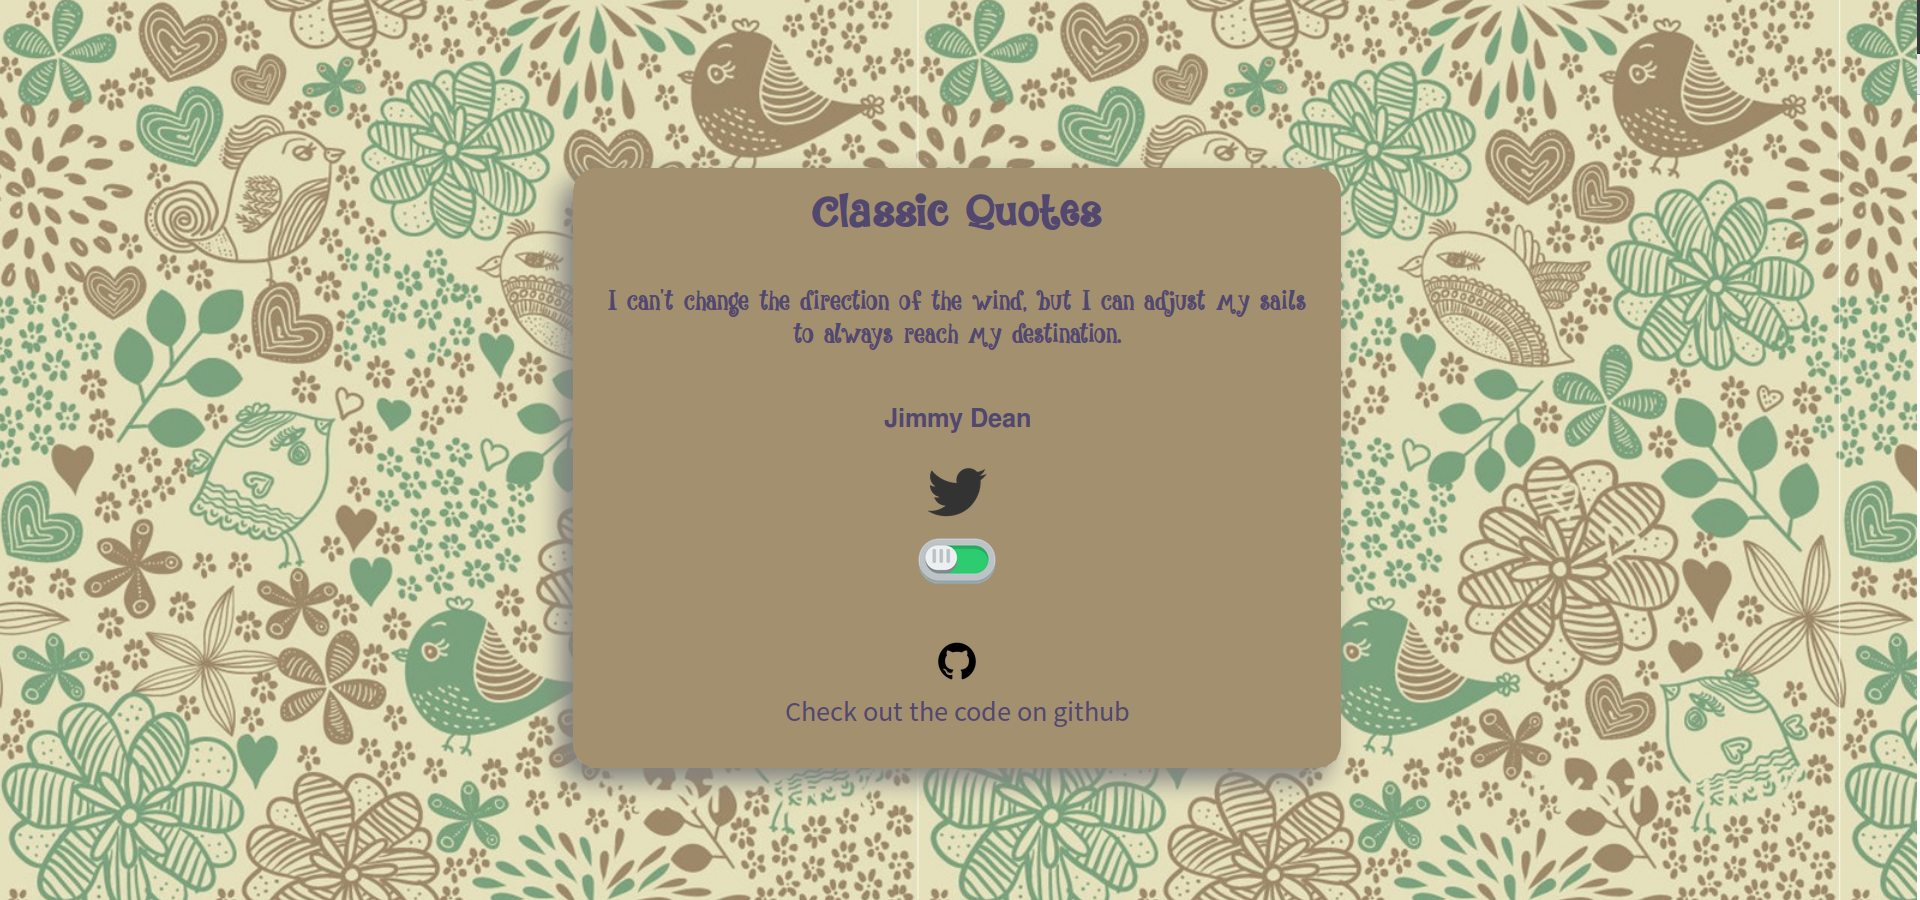 Classic Quotes
I can't change the direction of the wind, but I can adjust my sails
to always reach my destination.
Jimmy Dean
Check out the code on github